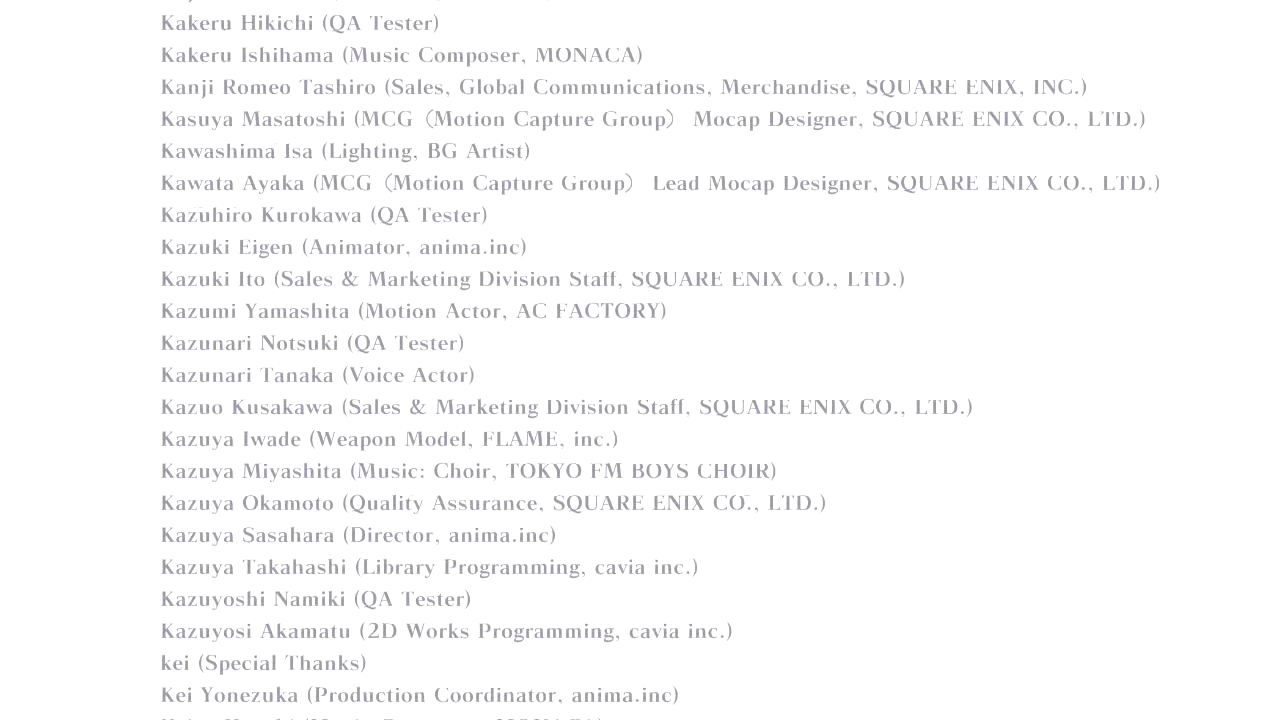 Kakeru Hikichi (QA Tester)
Kakeru Ishihama (Music Composer, MONACA)
Kanji Romeo Tashiro (Sales, Global Communications, Merchandise, SQUARE ENIX, INC.)
Kasuya Masatoshi (MCG（Motion Capture Group） Mocap Designer, SQUARE ENIX CO., LTD.)
Kawashima Isa (Lighting, BG Artist)
Kawata Ayaka (MCG（Motion Capture Group） Lead Mocap Designer, SQUARE ENIX CO., LTD.)
Kazuhiro Kurokawa (QA Tester)
Kazuki Eigen (Animator, anima.inc)
Kazuki Ito (Sales & Marketing Division Staff, SQUARE ENIX CO., LTD.)
Kazumi Yamashita (Motion Actor, AC FACTORY)
Kazunari Notsuki (QA Tester)
Kazunari Tanaka (Voice Actor)
Kazuo Kusakawa (Sales & Marketing Division Staff, SQUARE ENIX CO., LTD.)
Kazuya Iwade (Weapon Model, FLAME, inc.)
Kazuya Miyashita (Music: Choir, TOKYO FM BOYS CHOIR)
Kazuya Okamoto (Quality Assurance, SQUARE ENIX CO., LTD.)
Kazuya Sasahara (Director, anima.inc)
Kazuya Takahashi (Library Programming, cavia inc.)
Kazuyoshi Namiki (QA Tester)
Kazuyosi Akamatu (2D Works Programming, cavia inc.)
kei (Special Thanks)
Kei Yonezuka (Production Coordinator, anima.inc)